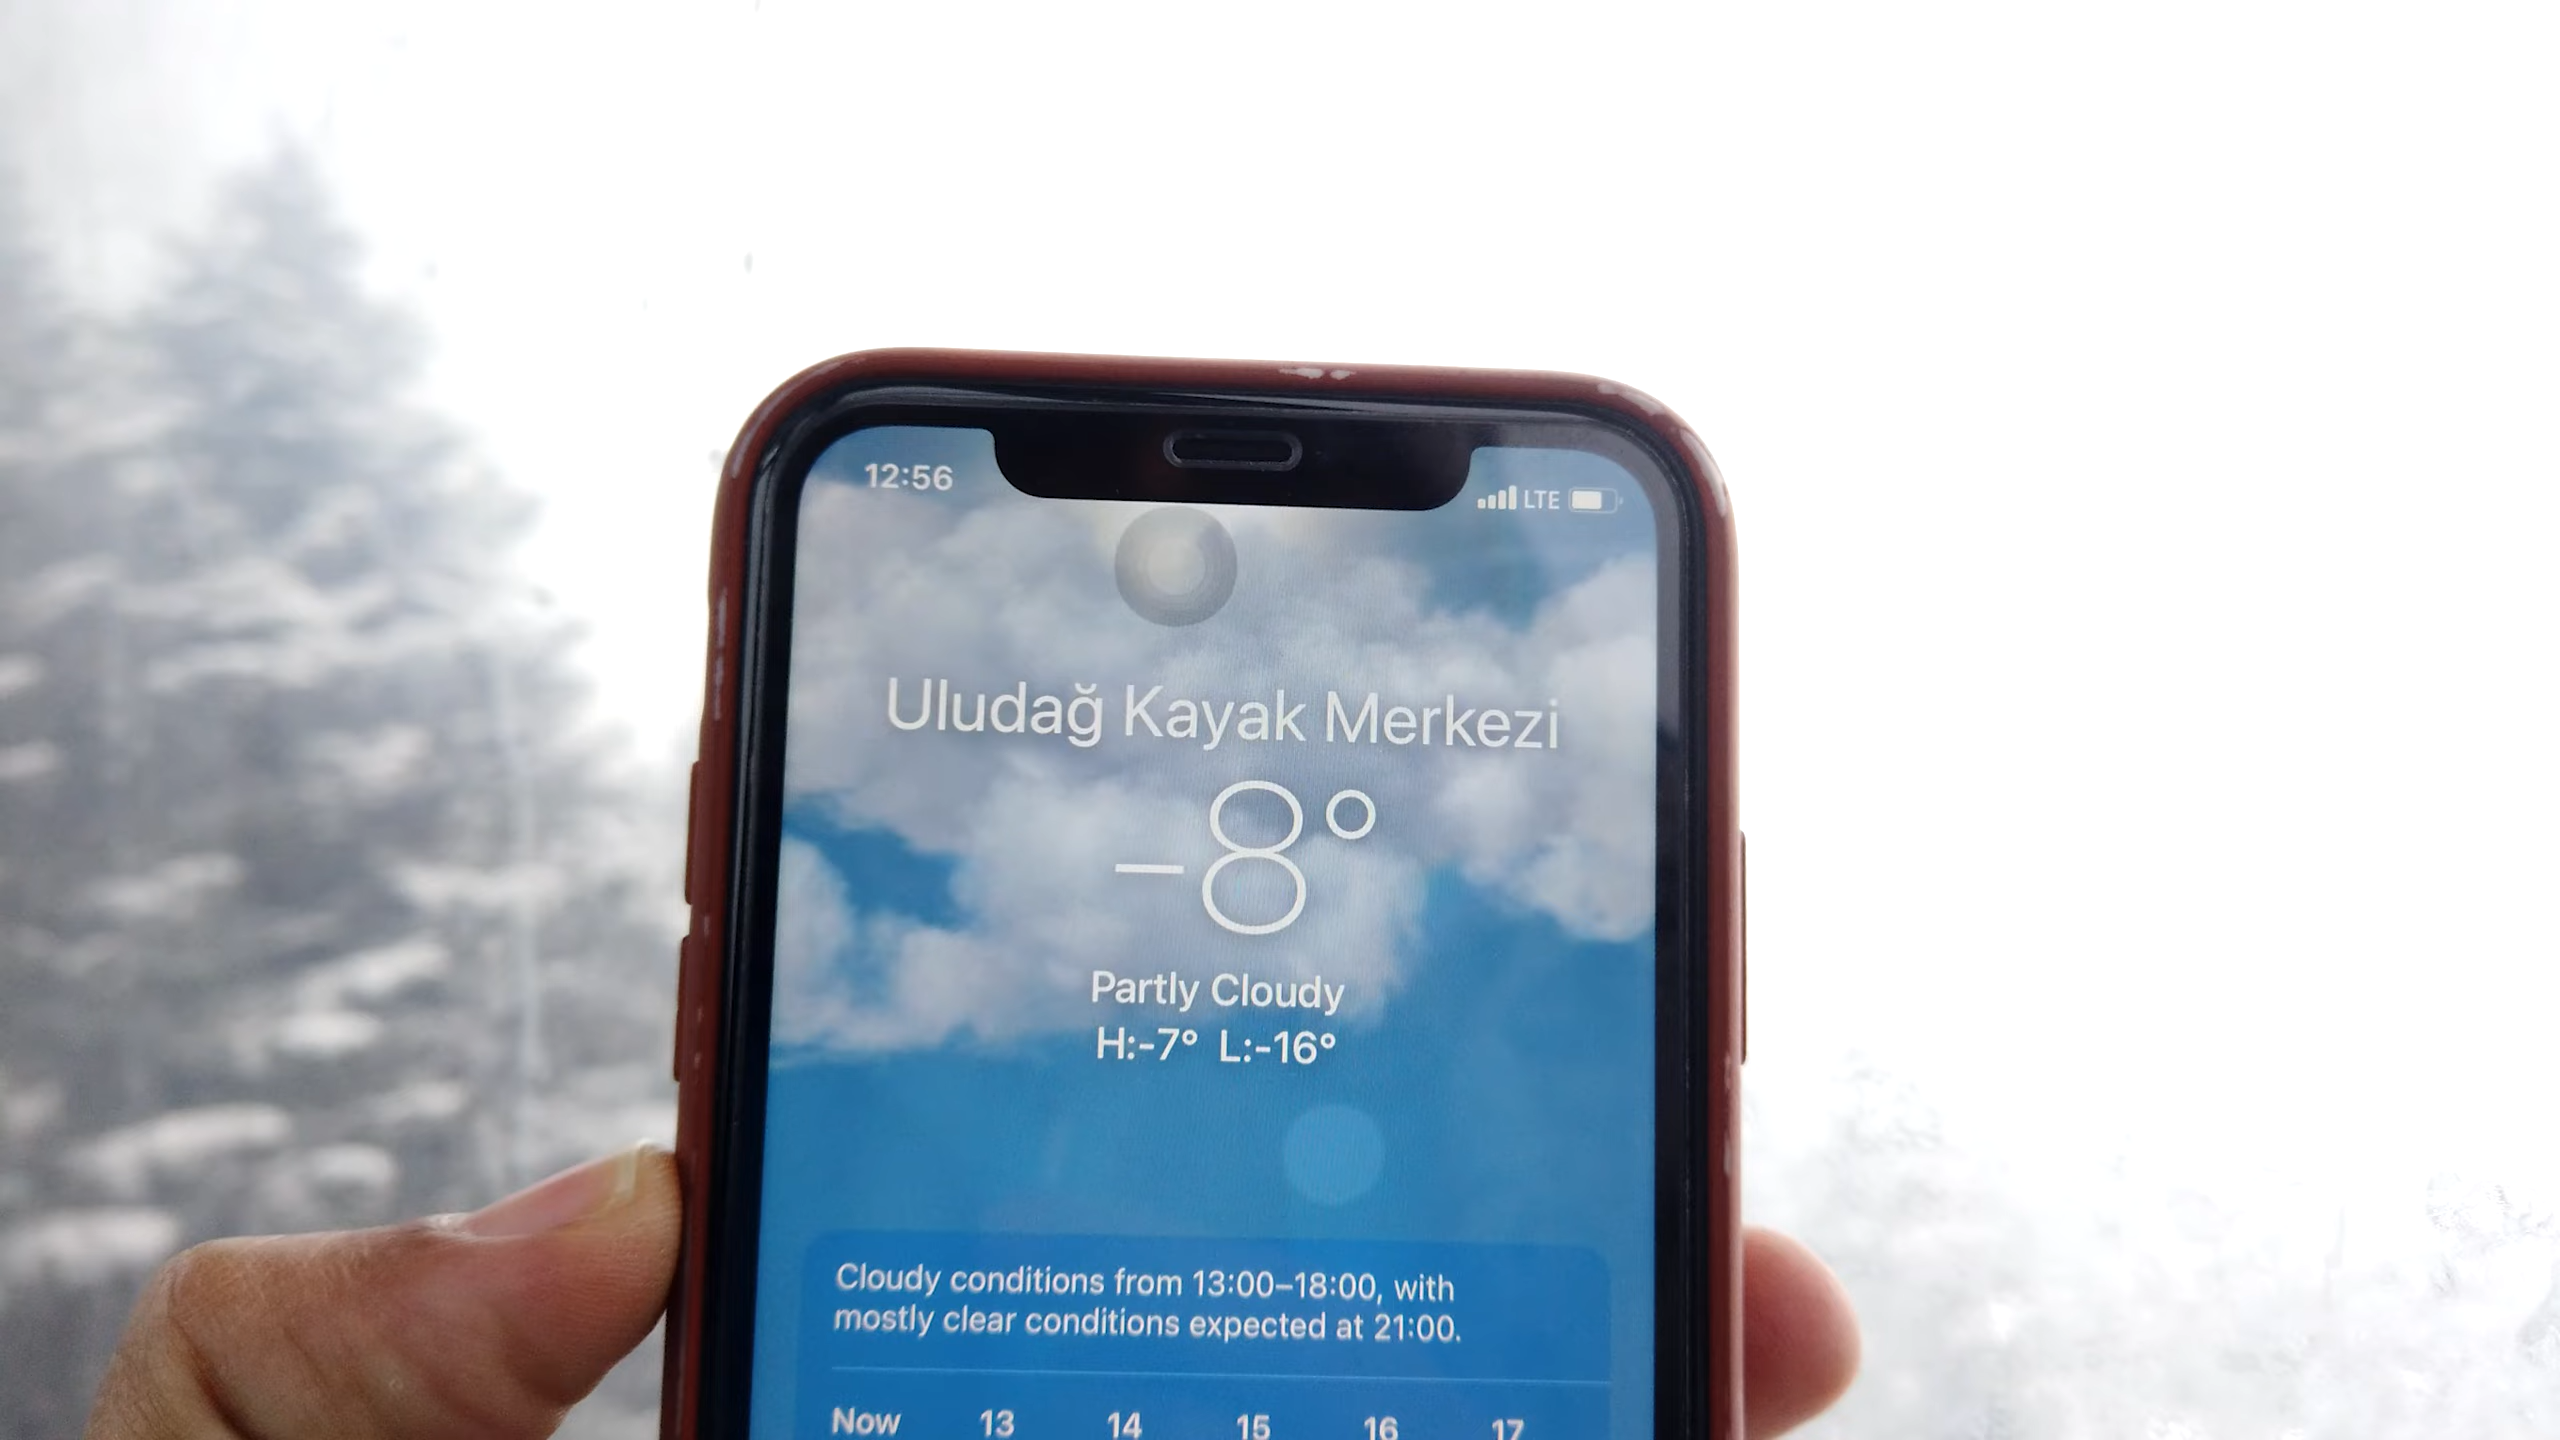 12:56
LTE
Uludağ Kayak Merkezi
–8°
Partly Cloudy
H:-7° L:-16°
Cloudy conditions from 13:00–18:00, with
mostly clear conditions expected at 21:00.
Now 13 14 15 16 17